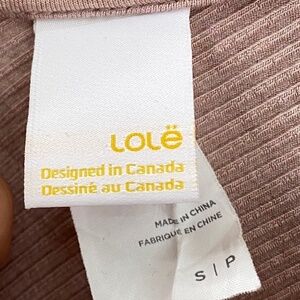 Lolë
Designed in Canada
Dessiné au Canada
MADE IN CHINA
FABRIQUÉ EN CHINE
S | P